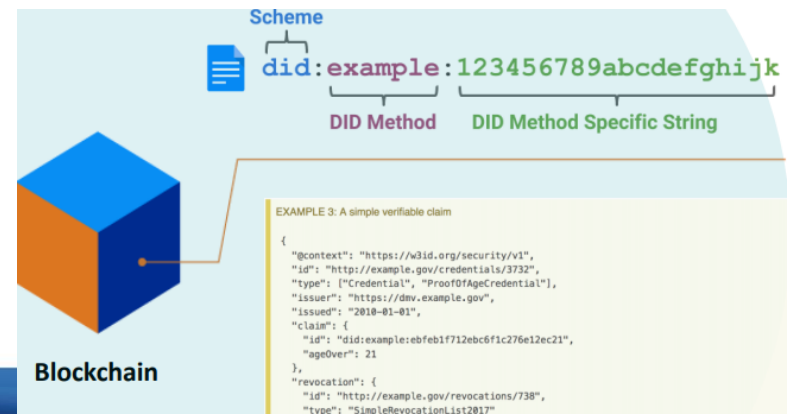 Scheme
did:example:123456789abcdefghijk
DID Method DID Method Specific String
EXAMPLE 3: A simple verifiable claim
{
"@context": "https://w3id.org/security/v1",
"id": "http://example.gov/credentials/3732",
"type": ["Credential", "ProofOfAgeCredential"],
"issuer": "https://dmv.example.gov",
"issued": "2010-01-01",
"claim": {
"id": "did:example:ebfeb1f712ebc6f1c276e12ec21",
"ageOver": 21
},
"revocation": {
"id": "http://example.gov/revocations/738",
"type": "SimpleRevocationList2017"
Blockchain